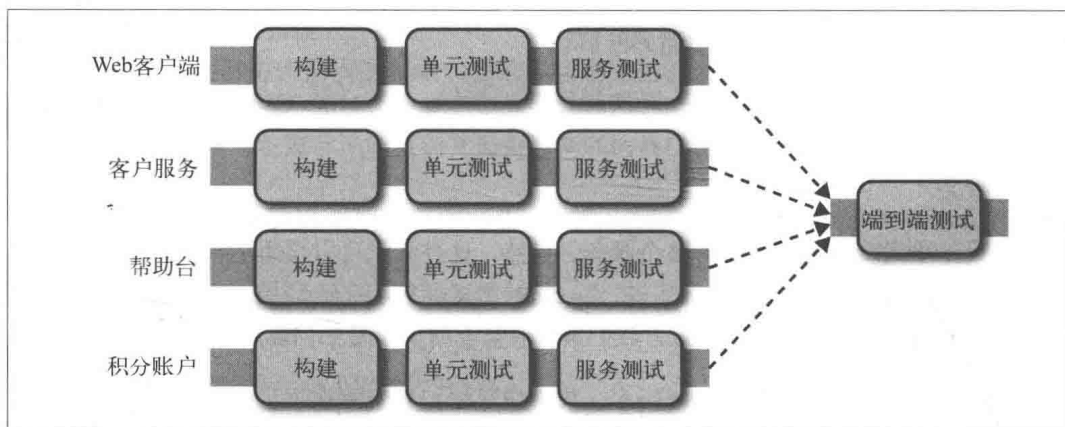 Web客户端 构建 单元测试 服务测试
客户服务 构建 单元测试 服务测试
端到端测试
帮助台 构建 单元测试 服务测试
积分账户 构建 单元测试 服务测试